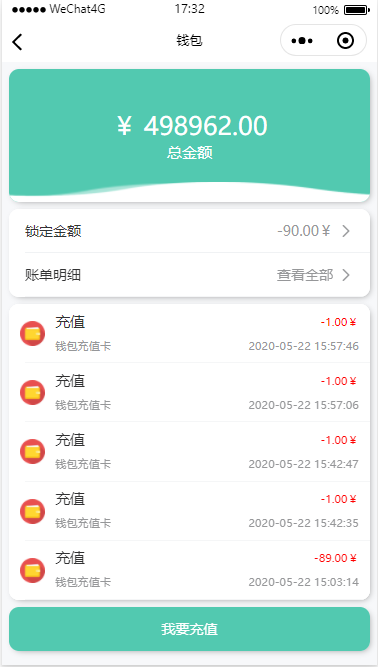 WeChat4G 17:32 100%
钱包
¥ 498962.00
总金额
锁定金额 -90.00¥
账单明细 查看全部
充值 -1.00¥
钱包充值卡 2020-05-22 15:57:46
充值 -1.00¥
钱包充值卡 2020-05-22 15:57:06
充值 -1.00¥
钱包充值卡 2020-05-22 15:42:47
充值 -1.00¥
钱包充值卡 2020-05-22 15:42:35
充值 -89.00¥
钱包充值卡 2020-05-22 15:03:14
我要充值